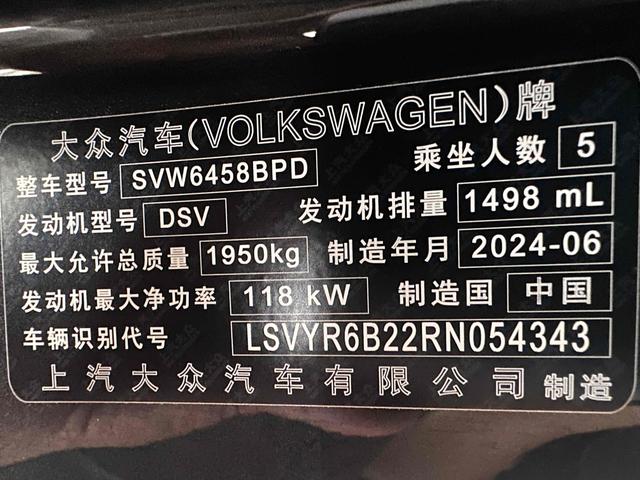 大众汽车(VOLKSWAGEN)牌
整车型号 SVW6458BPD 乘坐人数 5
发动机型号 DSV 发动机排量 1498 mL
最大允许总质量 1950kg 制造年月 2024-06
发动机最大净功率 118 kW 制造国 中国
车辆识别代号 LSVYR6B22RN054343
上汽大众汽车有限公司 制造